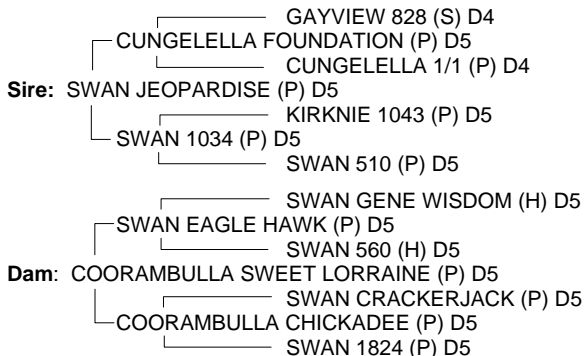 GAYVIEW 828 (S) D4
CUNGELELLA FOUNDATION (P) D5
CUNGELELLA 1/1 (P) D4
Sire: SWAN JEOPARDISE (P) D5
KIRKNIE 1043 (P) D5
SWAN 1034 (P) D5
SWAN 510 (P) D5
SWAN GENE WISDOM (H) D5
SWAN EAGLE HAWK (P) D5
SWAN 560 (H) D5
Dam: COORAMBULLA SWEET LORRAINE (P) D5
SWAN CRACKERJACK (P) D5
COORAMBULLA CHICKADEE (P) D5
SWAN 1824 (P) D5